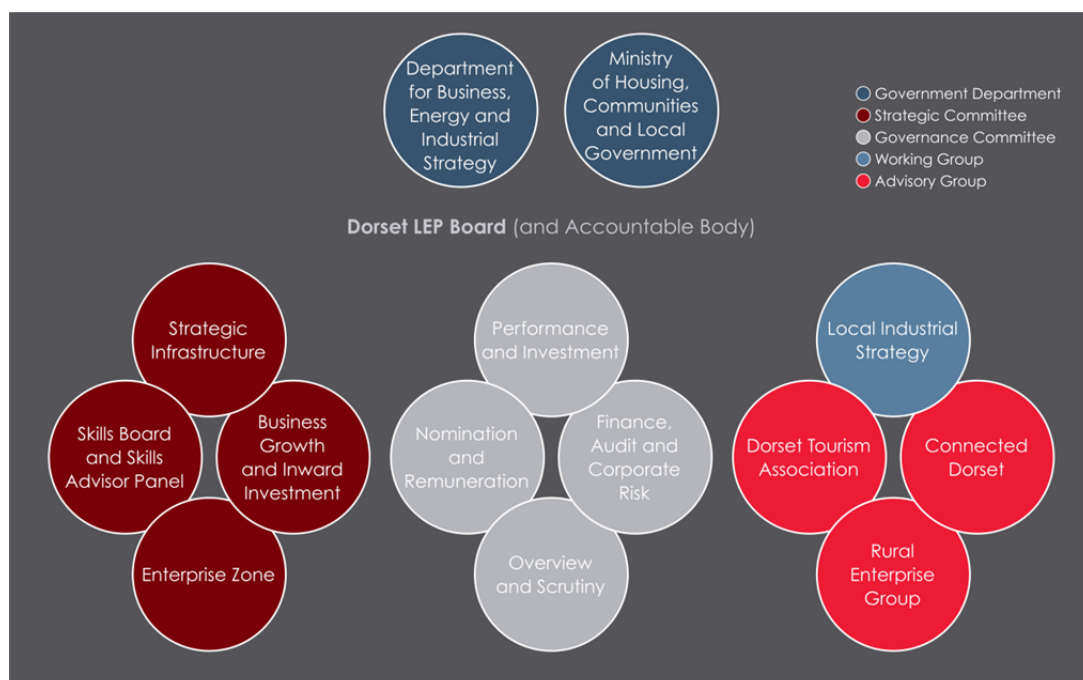 Department
for Business,
Energy and
Industrial
Strategy
Ministry
of Housing,
Communities
and Local
Government
Government Department
Strategic Committee
Governance Committee
Working Group
Advisory Group
Dorset LEP Board (and Accountable Body)
Strategic
Infrastructure
Skills Board
and Skills
Advisor Panel
Business
Growth
and Inward
Investment
Enterprise Zone
Performance
and Investment
Nomination
and
Remuneration
Finance,
Audit and
Corporate
Risk
Overview
and Scrutiny
Local Industrial
Strategy
Dorset Tourism
Association
Connected
Dorset
Rural
Enterprise
Group